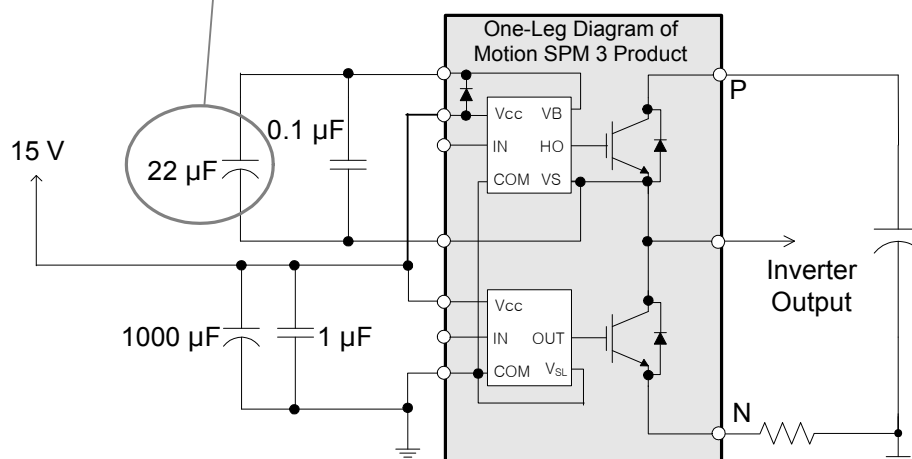 One-Leg Diagram of
Motion SPM 3 Product
P
15 V
22 µF
0.1 µF
Vcc
VB
IN
HO
COM
VS
Inverter
Output
1000 µF
1 µF
Vcc
IN
OUT
COM
VSL
N